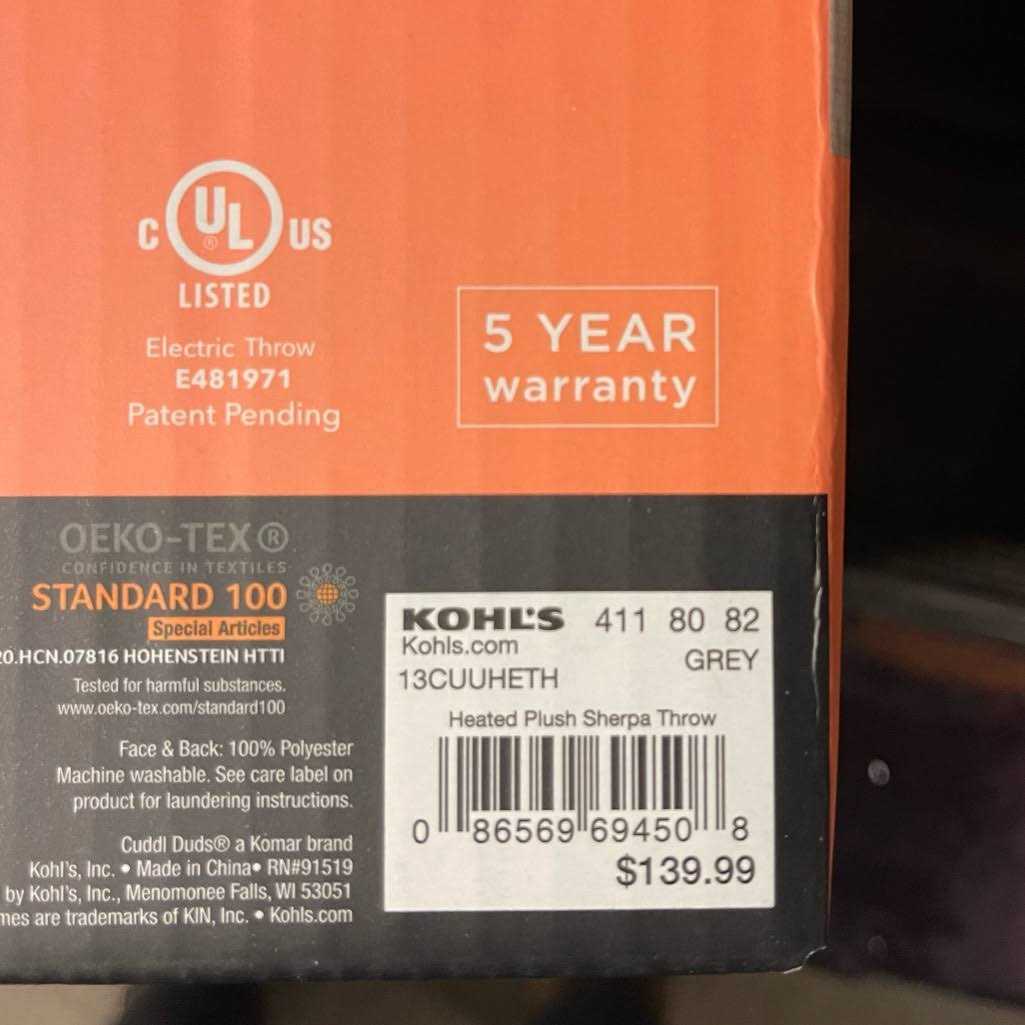 C UL® US
LISTED
Electric Throw
E481971
Patent Pending
5 YEAR
warranty
OEKO-TEX®
CONFIDENCE IN TEXTILES
STANDARD 100
Special Articles
20.HCN.07816 HOHENSTEIN HTTI
Tested for harmful substances.
www.oeko-tex.com/standard100
Face & Back: 100% Polyester
Machine washable. See care label on
product for laundering instructions.
Cuddl Duds® a Komar brand
Kohl's, Inc. • Made in China• RN#91519
by Kohl's, Inc., Menomonee Falls, WI 53051
are trademarks of KIN, Inc. • Kohls.com
KOHL'S 411 80 82
Kohls.com
GREY
13CUUHETH
Heated Plush Sherpa Throw
0 86569 69450 8
$139.99